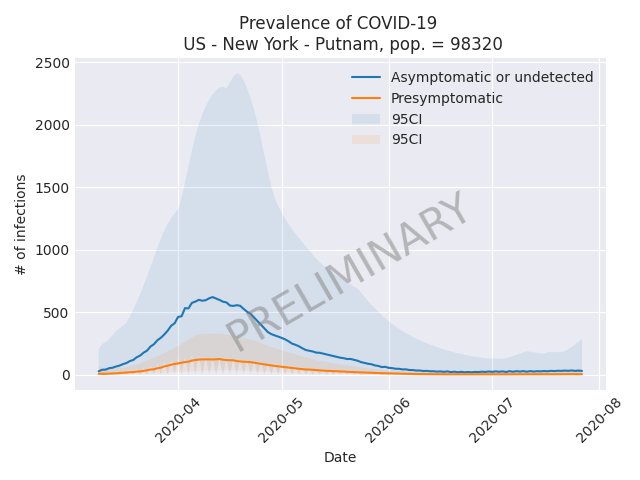 Prevalence of COVID-19
US - New York - Putnam, pop. = 98320
2500
2000
1500
1000
500
0
# of infections
Asymptomatic or undetected
Presymptomatic
95CI
95CI
PRELIMINARY
2020-04
2020-05
2020-06
2020-07
2020-08
Date